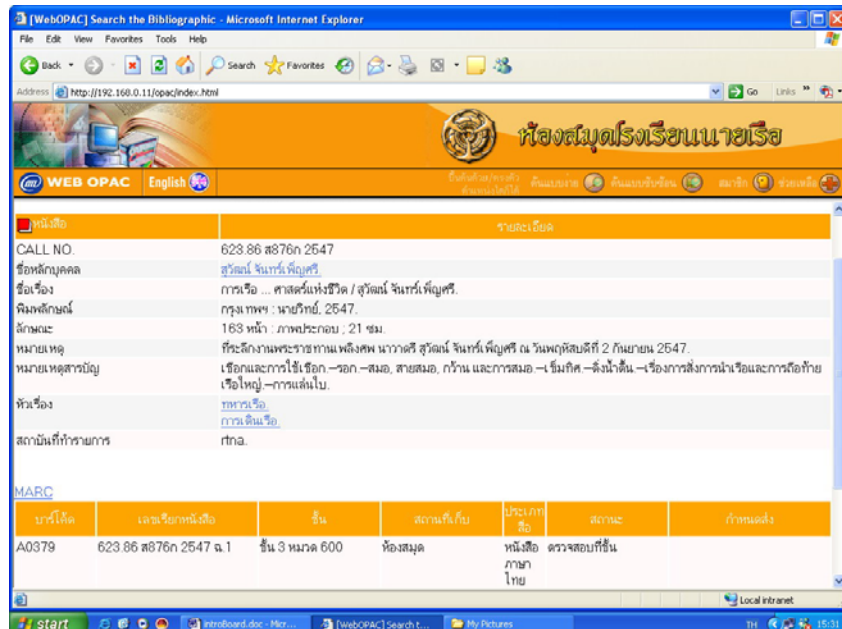 [WebOPAC] Search the Bibliographic - Microsoft Internet Explorer
File Edit View Favorites Tools Help
Back Search Favorites
Address http://192.168.0.11/opac/index.html Go Links »
ห้องสมุดโรงเรียนนายเรือ
WEB OPAC English ค้นแบบง่าย ค้นแบบซับซ้อน สมาชิก ช่วยเหลือ
หนังสือ รายละเอียด
CALL NO. 623.86 ส876ก 2547
ชื่อหลักบุคคล สุวัฒน์ จันทร์เพ็ญศรี
ชื่อเรื่อง การเรือ ... ศาสตร์แห่งชีวิต / สุวัฒน์ จันทร์เพ็ญศรี.
พิมพลักษณ์ กรุงเทพฯ : นายวิทย์, 2547.
ลักษณะ 163 หน้า : ภาพประกอบ ; 21 ซม.
หมายเหตุ ที่ระลึกงานพระราชทานเพลิงศพ นาวาตรี สุวัฒน์ จันทร์เพ็ญศรี ณ วันพฤหัสบดีที่ 2 กันยายน 2547.
หมายเหตุสารบัญ เชือกและการใช้เชือก.--รอก.--สมอ, สายสมอ, กว้าน และการสมอ.--เข็มทิศ.--ดิ่งน้ำตื้น.--เรื่องการสั่งการนำเรือและการถือท้าย
เรือใหญ่.--การแล่นใบ.
หัวเรื่อง ทหารเรือ.
การเดินเรือ.
สถาบันที่ทำรายการ rtna.
MARC
บาร์โค้ด เลขเรียกหนังสือ ชั้น สถานที่เก็บ ประเภท สถานะ กำหนดส่ง
สื่อ
A0379 623.86 ส876ก 2547 ฉ.1 ชั้น 3 หมวด 600 ห้องสมุด หนังสือ ตรวจสอบที่ชั้น
ภาษา
ไทย
Local intranet
start introBoard.doc - Micr... [WebOPAC] Search t... My Pictures TH 15:31